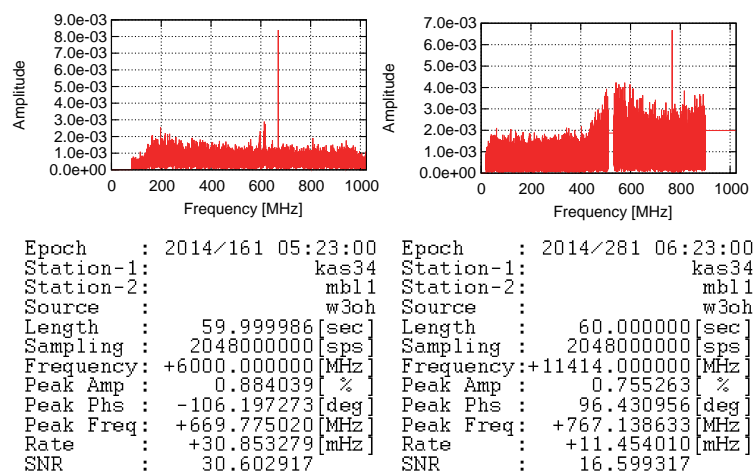 9.0e-03
8.0e-03
7.0e-03
6.0e-03
5.0e-03
4.0e-03
3.0e-03
2.0e-03
1.0e-03
0.0e+00
Amplitude
0 200 400 600 800 1000
Frequency [MHz]
7.0e-03
6.0e-03
5.0e-03
4.0e-03
3.0e-03
2.0e-03
1.0e-03
0.0e+00
Amplitude
0 200 400 600 800 1000
Frequency [MHz]
Epoch : 2014/161 05:23:00
Station-1: kas34
Station-2: mbl1
Source : w3oh
Length : 59.999986[sec]
Sampling : 2048000000[sps]
Frequency: +6000.000000[MHz]
Peak Amp : 0.884039[ % ]
Peak Phs : -106.197273[deg]
Peak Freq: +669.775020[MHz]
Rate : +30.853279[mHz]
SNR : 30.602917
Epoch : 2014/281 06:23:00
Station-1: kas34
Station-2: mbl1
Source : w3oh
Length : 60.000000[sec]
Sampling : 2048000000[sps]
Frequency:+11414.000000[MHz]
Peak Amp : 0.755263[ % ]
Peak Phs : 96.430956[deg]
Peak Freq: +767.138633[MHz]
Rate : +11.454010[mHz]
SNR : 16.599317